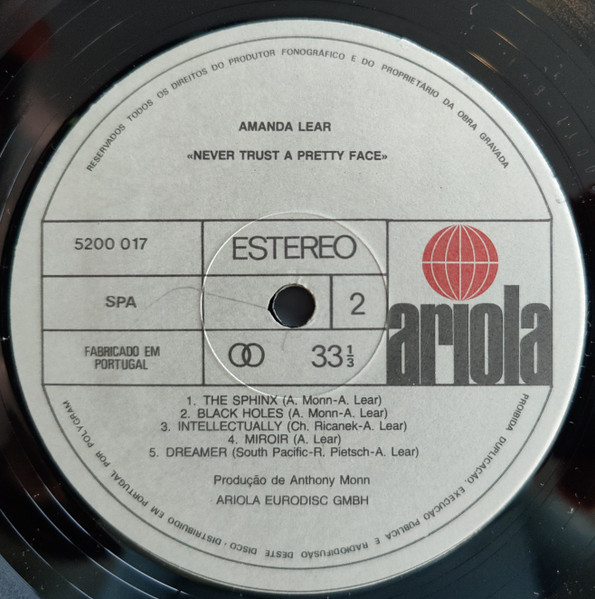 RESERVADOS TODOS OS DIREITOS DO PRODUTOR FONOGRÁFICO E DO PROPRIETÁRIO DA OBRA GRAVADA
AMANDA LEAR
«NEVER TRUST A PRETTY FACE»
5200 017
ESTEREO
SPA
2
FABRICADO EM
PORTUGAL
33 1/3
ariola
1. THE SPHINX (A. Monn-A. Lear)
2. BLACK HOLES (A. Monn-A. Lear)
3. INTELLECTUALLY (Ch. Ricanek-A. Lear)
4. MIROIR (A. Lear)
5. DREAMER (South Pacific-R. Pietsch-A. Lear)
Produção de Anthony Monn
ARIOLA EURODISC GMBH
PROIBIDA DUPLICAÇÃO, EXECUÇÃO PÚBLICA E RADIODIFUSÃO DESTE DISCO - DISTRIBUIDO EM PORTUGAL POR POLYGRAM